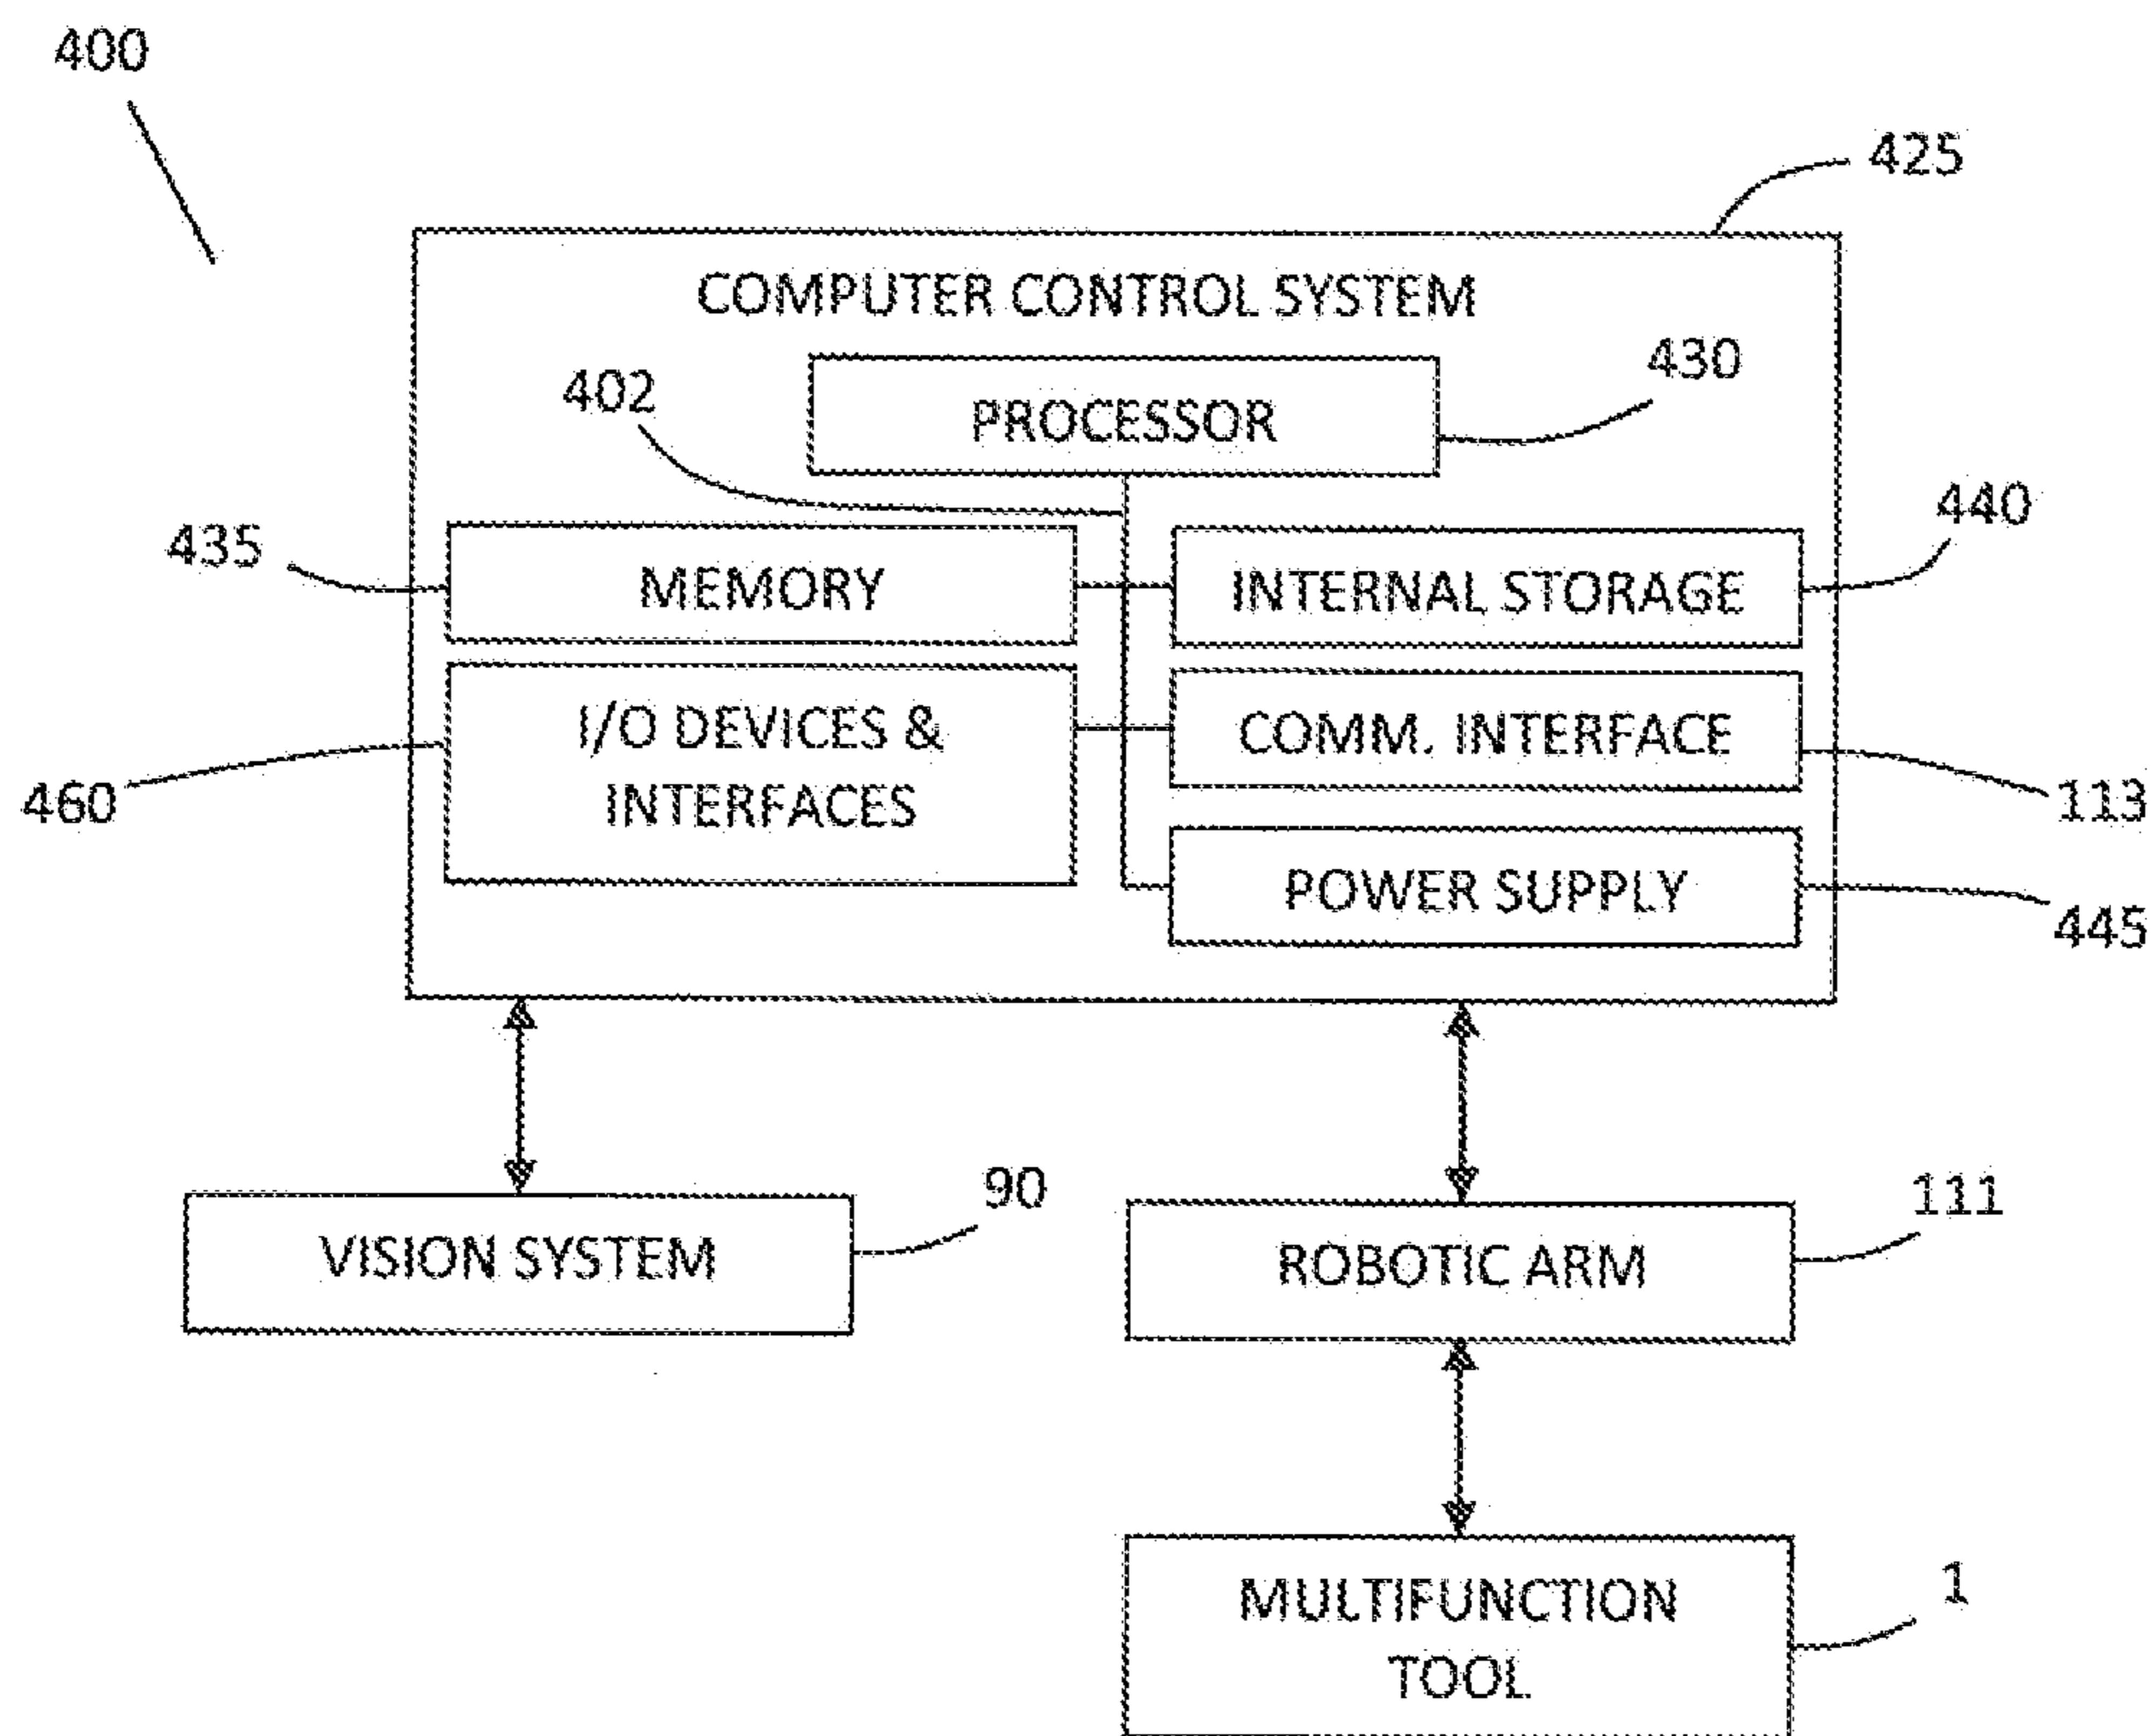 400
425
COMPUTER CONTROL SYSTEM
430
402
PROCESSOR
440
435
MEMORY
INTERNAL STORAGE
I/O DEVICES &
INTERFACES
COMM. INTERFACE
460
113
POWER SUPPLY
445
90
111
VISION SYSTEM
ROBOTIC ARM
1
MULTIFUNCTION
TOOL